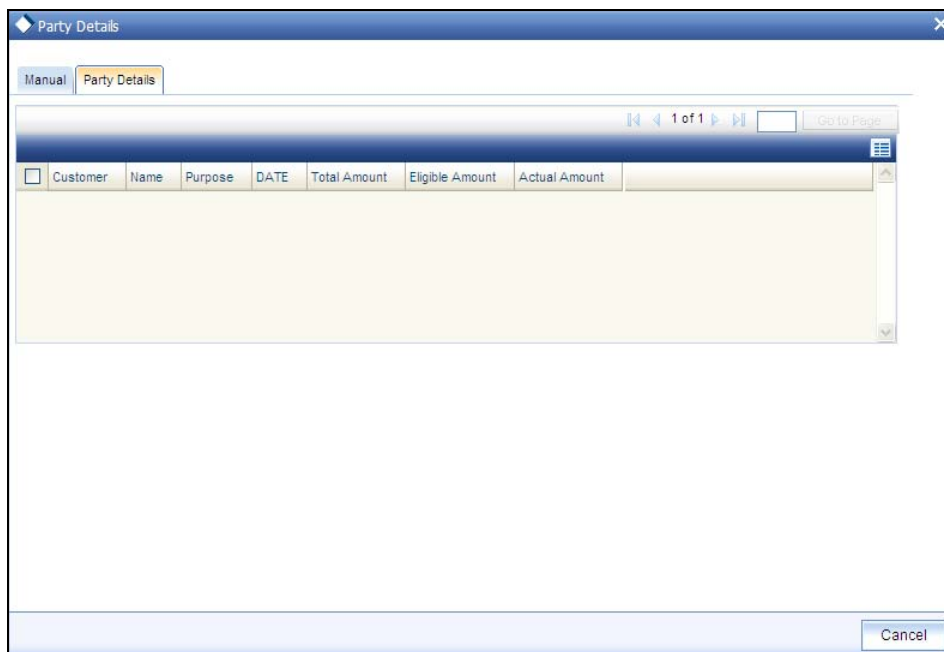 Party Details
Manual Party Details
1 of 1 Go to Page
Customer Name Purpose DATE Total Amount Eligible Amount Actual Amount
Cancel